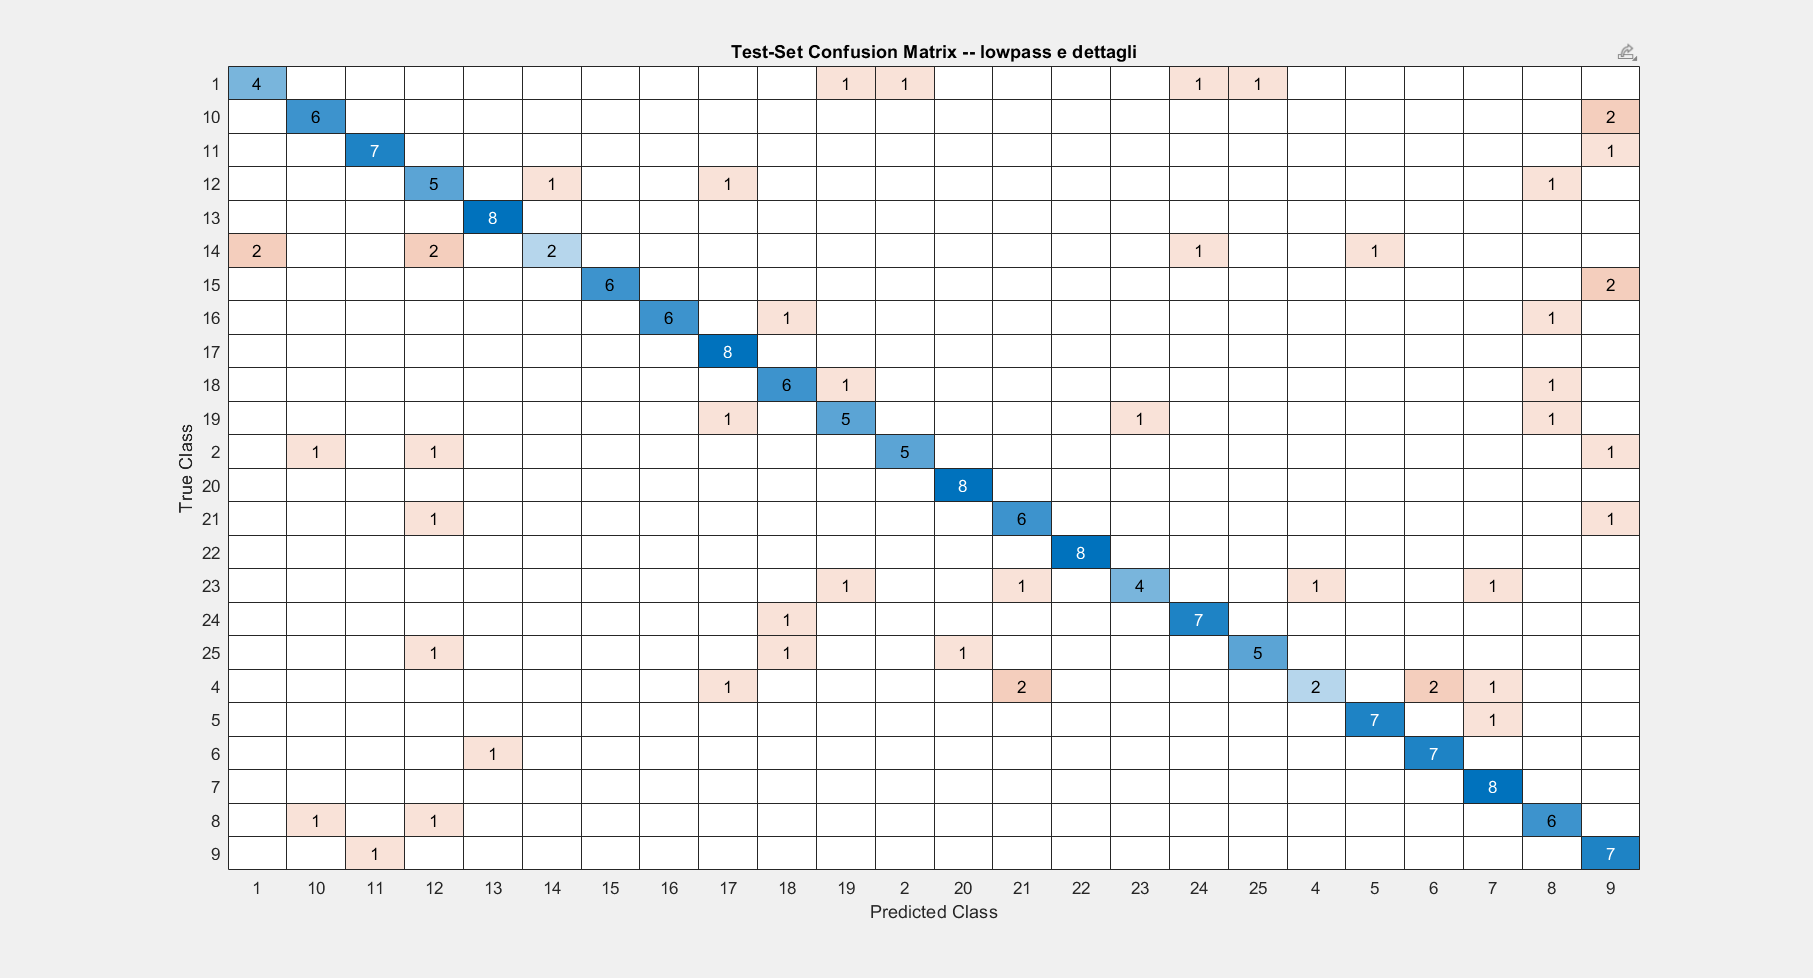 Test-Set Confusion Matrix -- lowpass e dettagli
True Class
1 4 1 1 1 1
10 6 2
11 7 1
12 5 1 1 1
13 8
14 2 2 2 1 1
15 6 2
16 6 1 1
17 8
18 6 1 1
19 1 5 1 1
2 1 1 5 1
20 8
21 1 6 1
22 8
23 1 1 4 1 1
24 1 7
25 1 1 1 5
4 1 2 2 2 1
5 7 1
6 1 7
7 8
8 1 1 6
9 1 7
1 10 11 12 13 14 15 16 17 18 19 2 20 21 22 23 24 25 4 5 6 7 8 9
Predicted Class